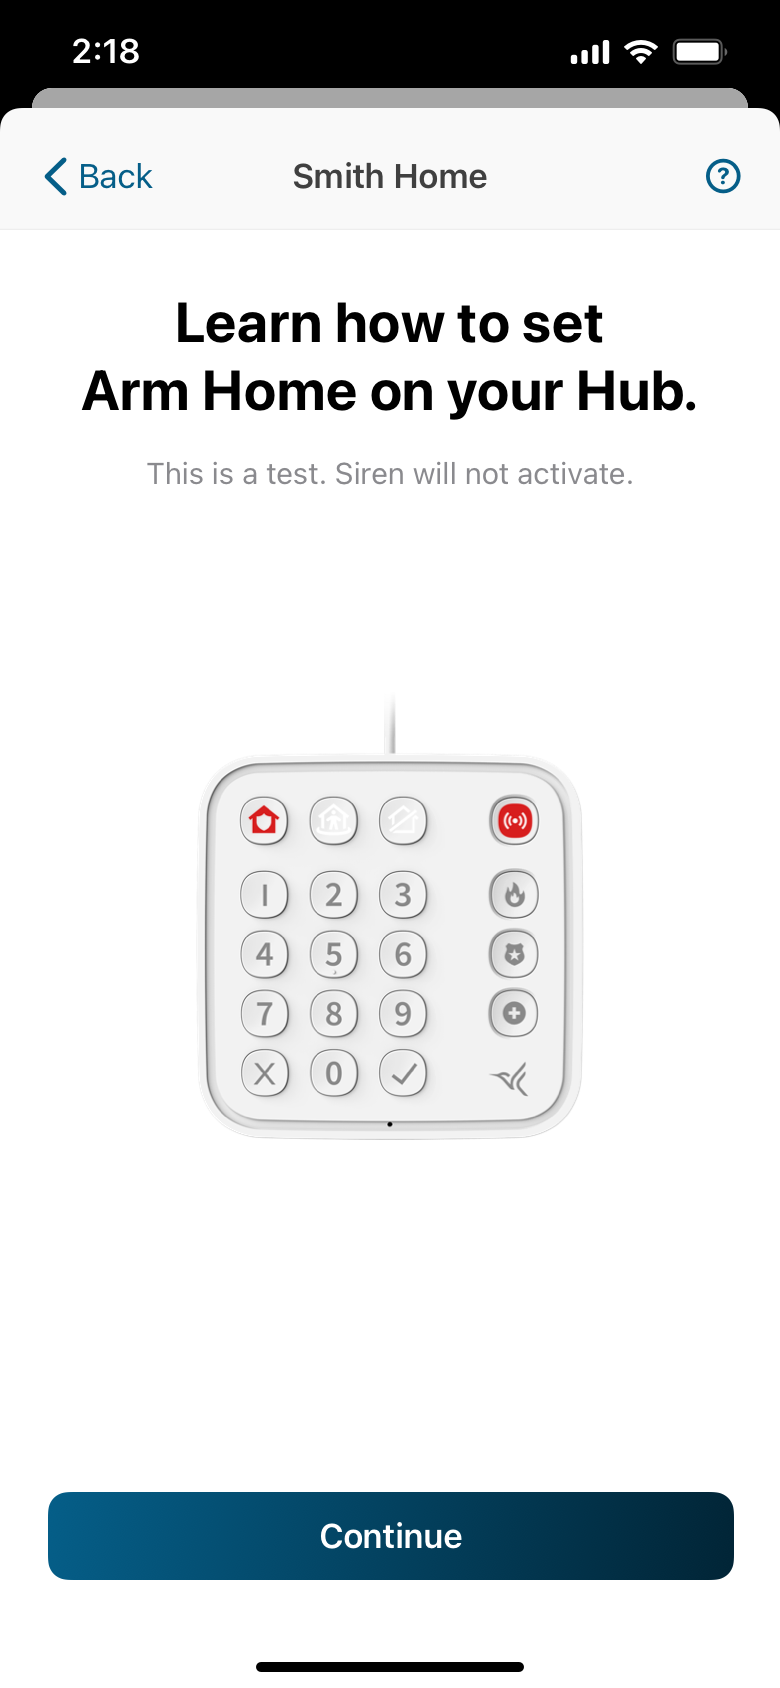 2:18
Back
Smith Home
?
Learn how to set
Arm Home on your Hub.
This is a test. Siren will not activate.
1 2 3
4 5 6
7 8 9
X 0 ✓
Continue